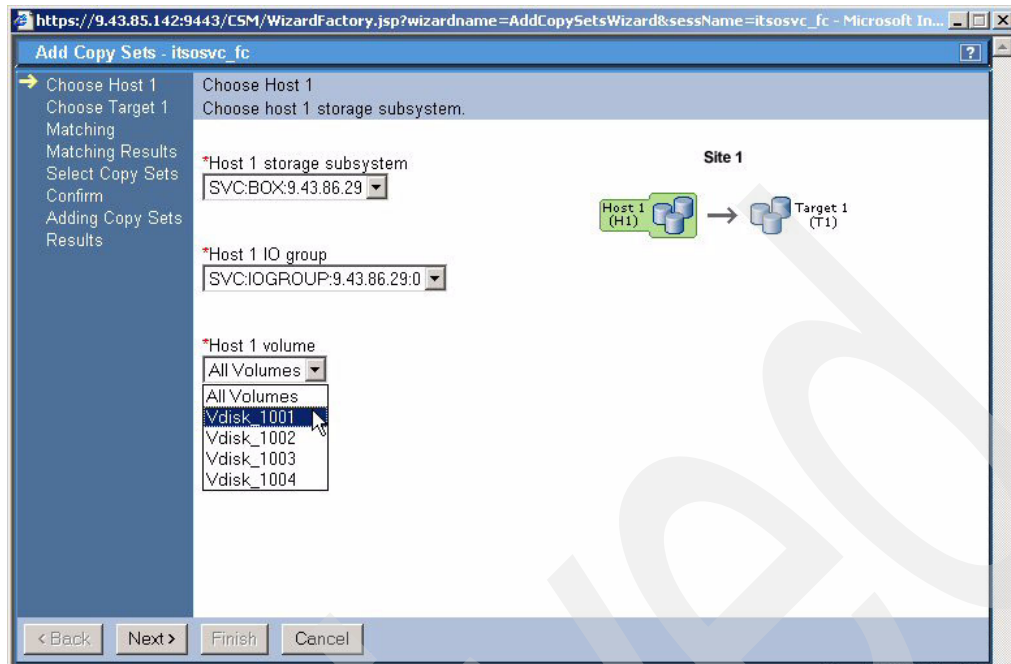 https://9.43.85.142:9443/CSM/WizardFactory.jsp?wizardname=AddCopySetsWizard&sessName=itsosvc_fc - Microsoft In...
Add Copy Sets - itsosvc_fc
?
Choose Host 1
Choose Target 1
Matching
Matching Results
Select Copy Sets
Confirm
Adding Copy Sets
Results
Choose Host 1
Choose host 1 storage subsystem.
*Host 1 storage subsystem
SVC:BOX:9.43.86.29
*Host 1 IO group
SVC:IOGROUP:9.43.86.29:0
*Host 1 volume
All Volumes
All Volumes
Vdisk_1001
Vdisk_1002
Vdisk_1003
Vdisk_1004
Site 1
Host 1
(H1)
Target 1
(T1)
< Back
Next >
Finish
Cancel